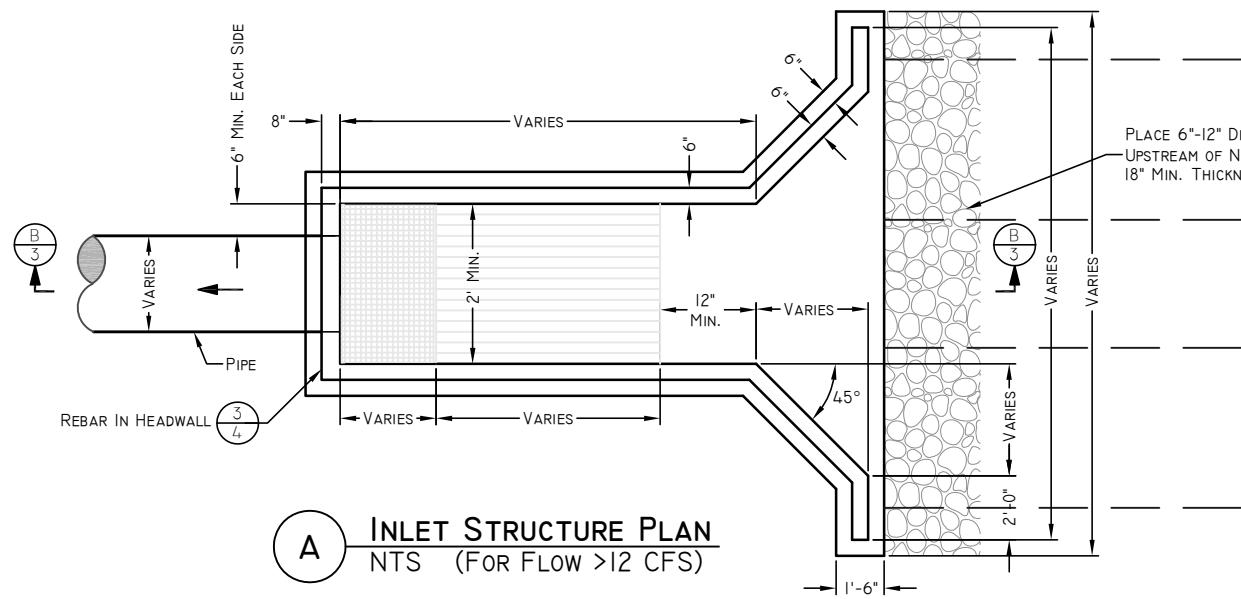 6" MIN. EACH SIDE
8"
VARIES
6"
6"
6"
PLACE 6"-12"
UPSTREAM OF
18" MIN.
B
3
VARIES
2' MIN.
12"
MIN.
VARIES
B
3
VARIES
VARIES
PIPE
45°
VARIES
REBAR IN HEADWALL
3
4
VARIES
VARIES
2'-0"
A
INLET STRUCTURE PLAN
NTS (FOR FLOW >12 CFS)
1'-6"